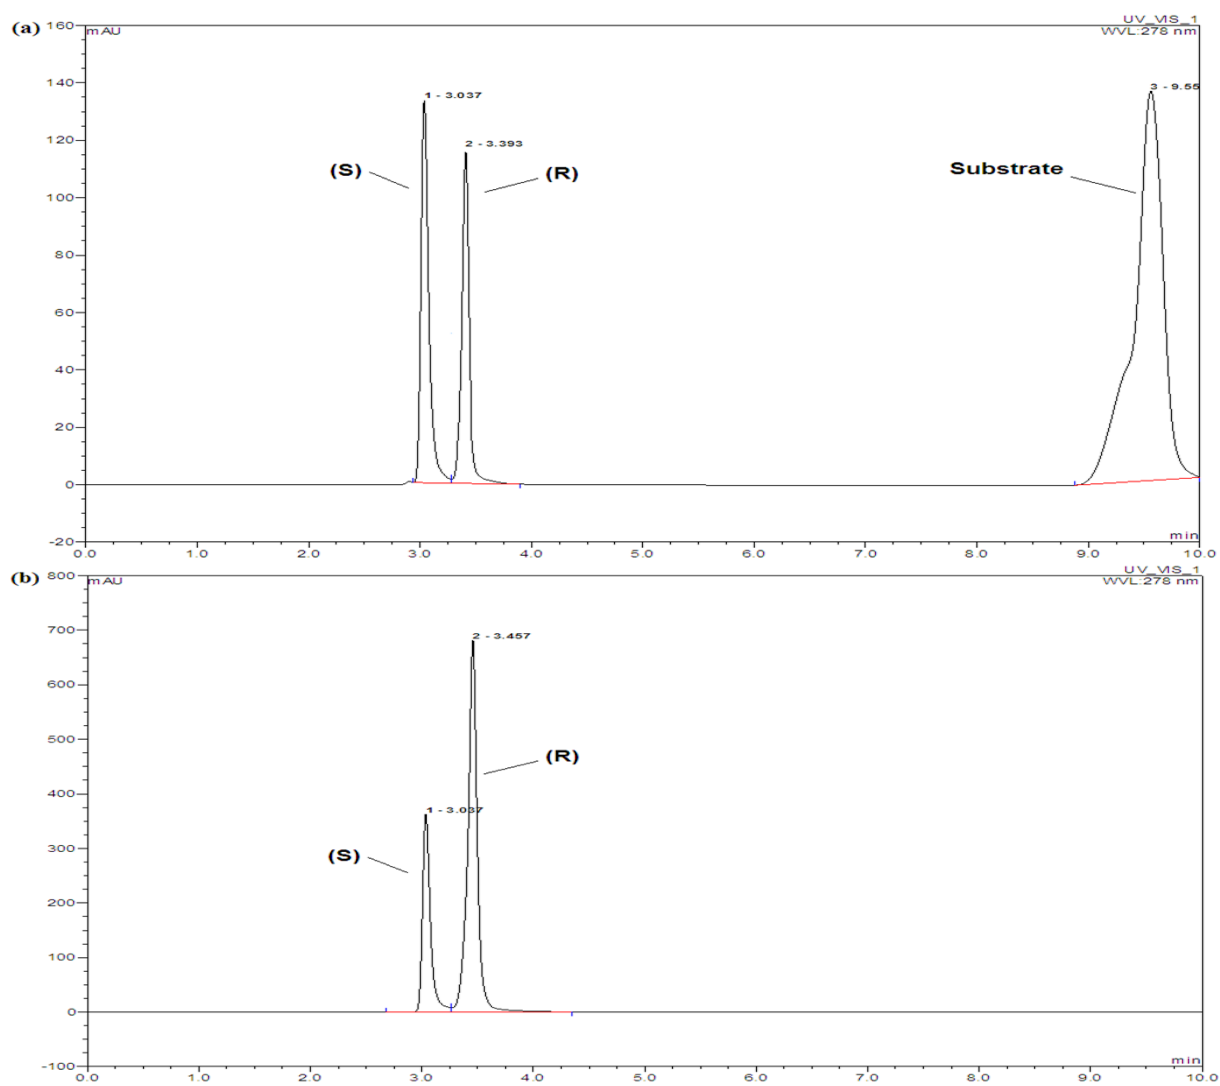 (a)
UV_VIS_1
WVL:278 nm
mAU
160
140
120
100
80
60
40
20
0
-20
1 - 3.037
2 - 3.393
3 - 9.55
(S)
(R)
Substrate
min
0.0 1.0 2.0 3.0 4.0 5.0 6.0 7.0 8.0 9.0 10.0
(b)
UV_VIS_1
WVL:278 nm
mAU
800
700
600
500
400
300
200
100
0
-100
2 - 3.457
(R)
1 - 3.037
(S)
min
0.0 1.0 2.0 3.0 4.0 5.0 6.0 7.0 8.0 9.0 10.0